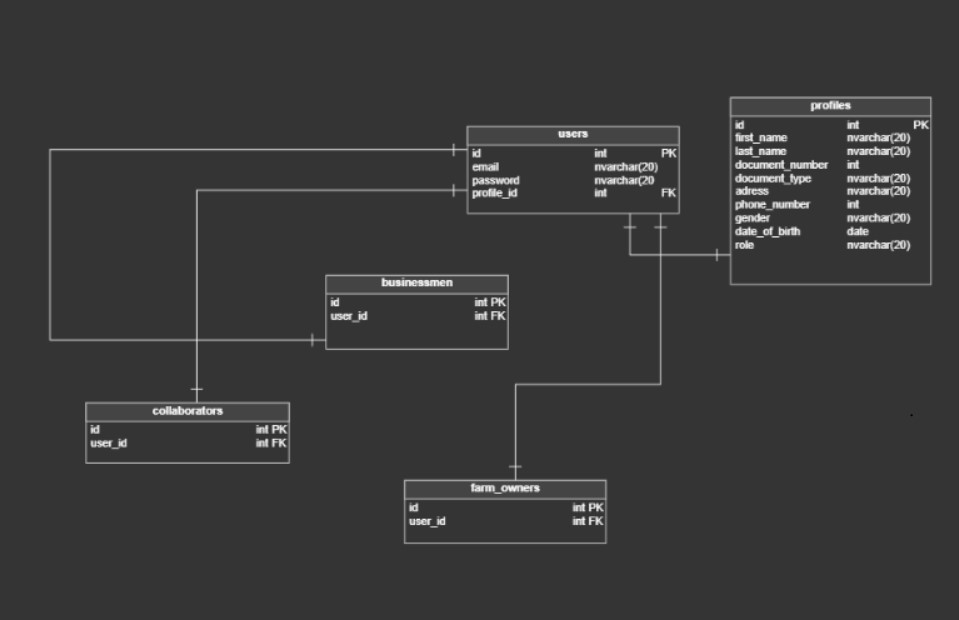 users
id int PK
email nvarchar(20)
password nvarchar(20
profile_id int FK
profiles
id int PK
first_name nvarchar(20)
last_name nvarchar(20)
document_number int
document_type nvarchar(20)
adress nvarchar(20)
phone_number int
gender nvarchar(20)
date_of_birth date
role nvarchar(20)
businessmen
id int PK
user_id int FK
collaborators
id int PK
user_id int FK
farm_owners
id int PK
user_id int FK